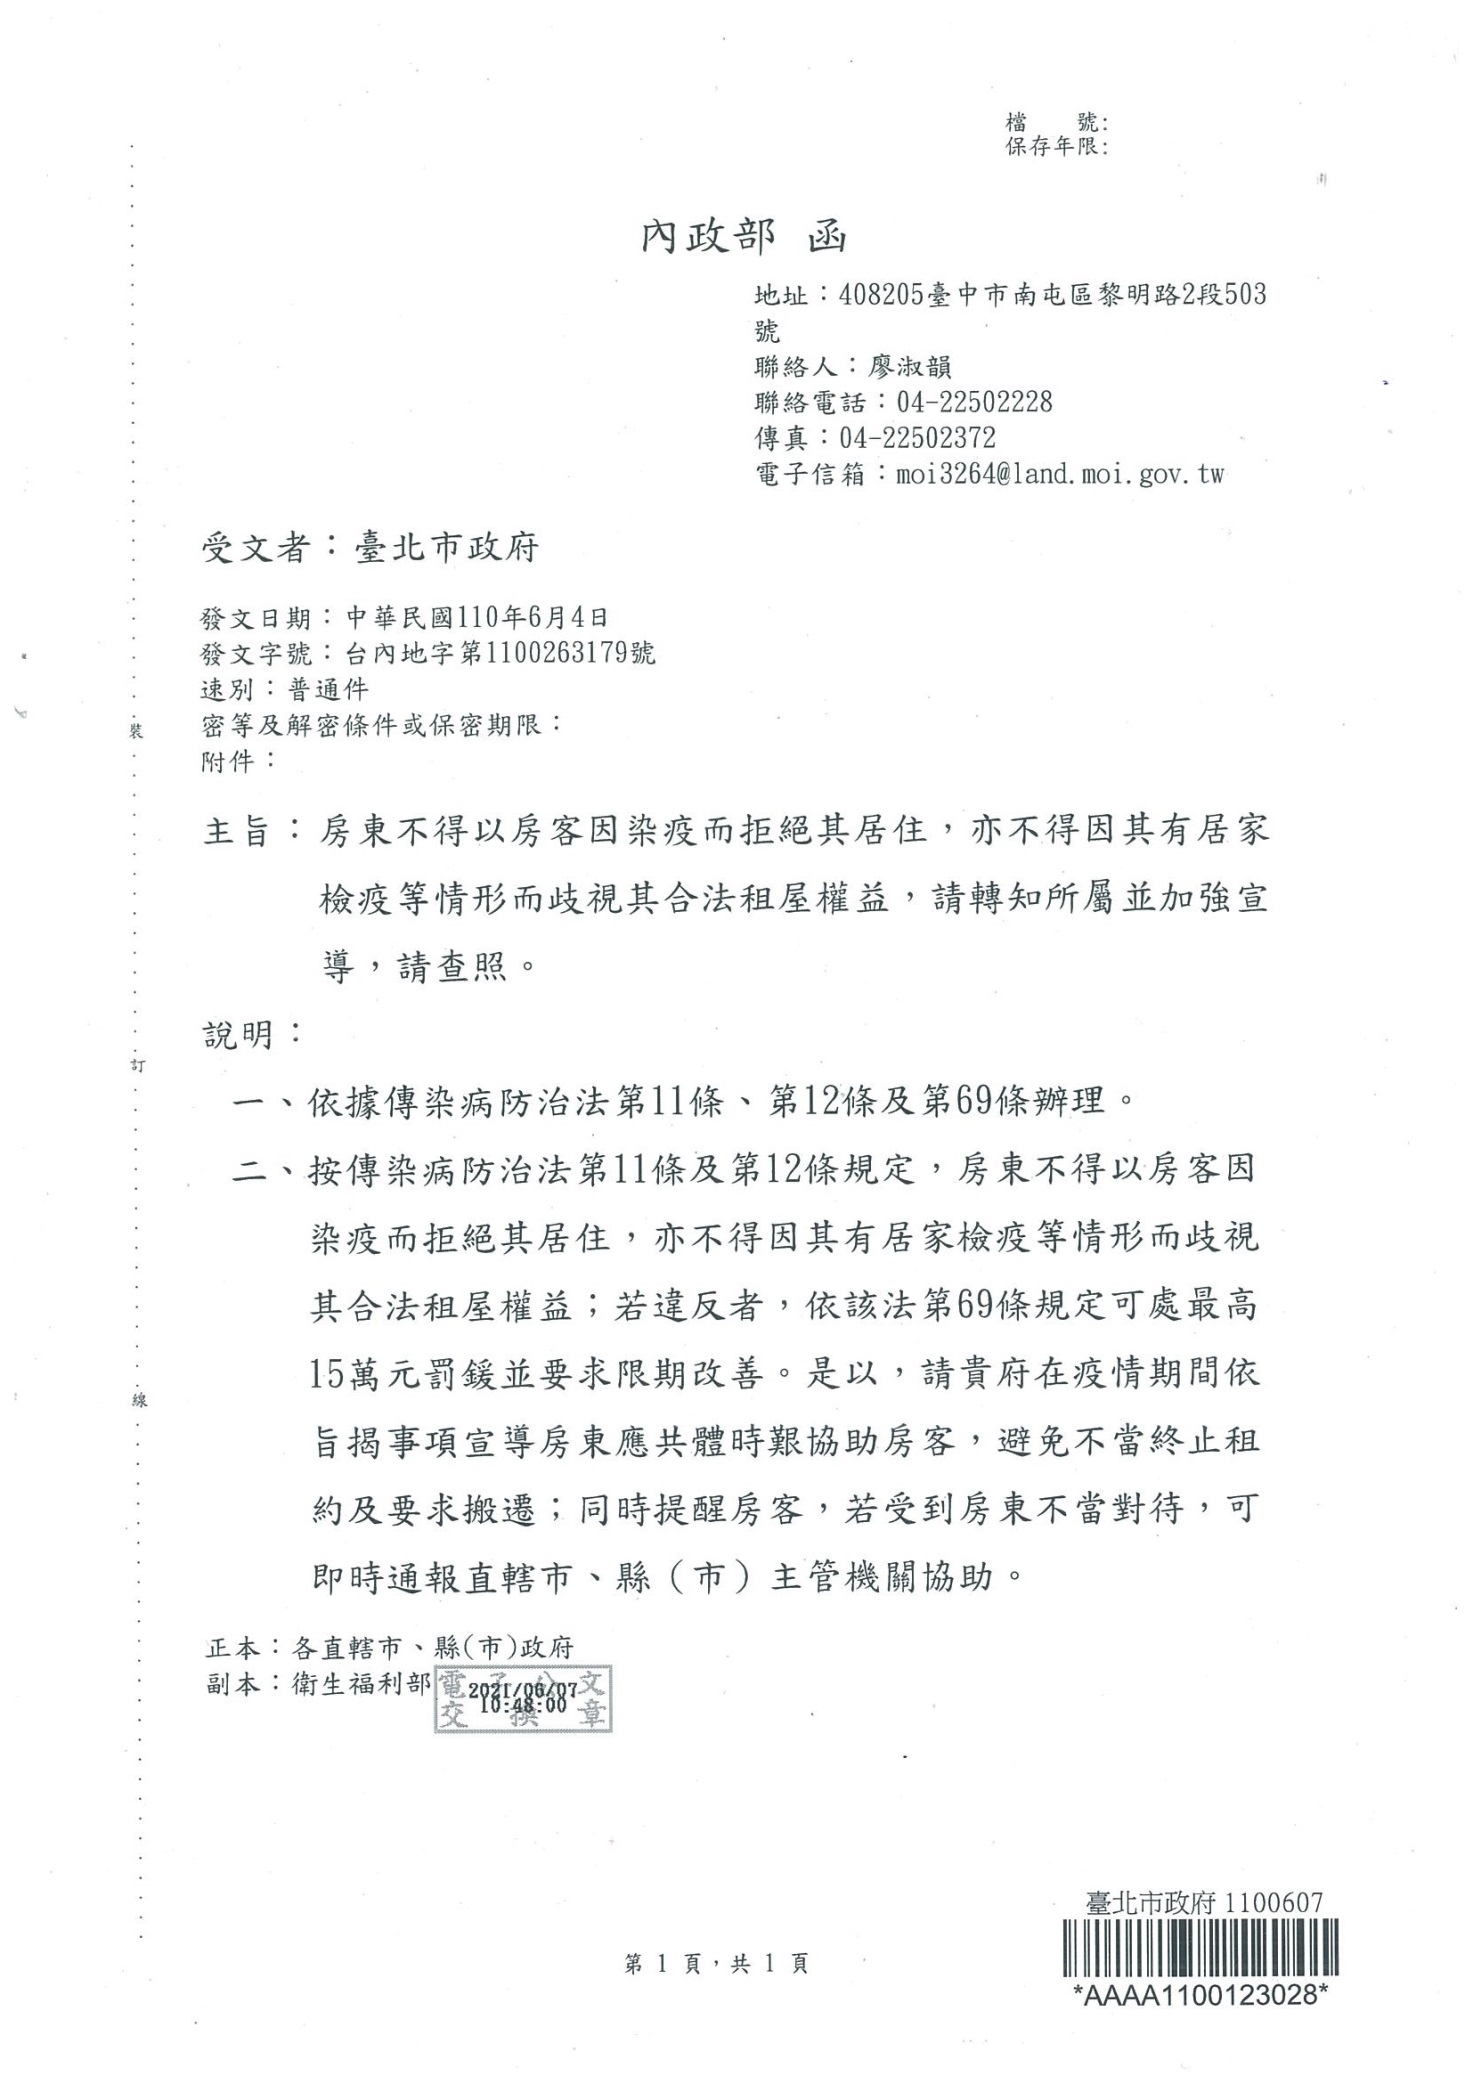 檔　　號:
保存年限:
內政部 函
地址：408205臺中市南屯區黎明路2段503
號
聯絡人：廖淑韻
聯絡電話：04-22502228
傳真：04-22502372
電子信箱：moi3264@land.moi.gov.tw
受文者：臺北市政府
發文日期：中華民國110年6月4日
發文字號：台內地字第1100263179號
速別：普通件
密等及解密條件或保密期限：
附件：
主旨：房東不得以房客因染疫而拒絕其居住，亦不得因其有居家
檢疫等情形而歧視其合法租屋權益，請轉知所屬並加強宣
導，請查照。
說明：
一、依據傳染病防治法第11條、第12條及第69條辦理。
二、按傳染病防治法第11條及第12條規定，房東不得以房客因
染疫而拒絕其居住，亦不得因其有居家檢疫等情形而歧視
其合法租屋權益；若違反者，依該法第69條規定可處最高
15萬元罰鍰並要求限期改善。是以，請貴府在疫情期間依
旨揭事項宣導房東應共體時艱協助房客，避免不當終止租
約及要求搬遷；同時提醒房客，若受到房東不當對待，可
即時通報直轄市、縣（市）主管機關協助。
正本：各直轄市、縣(市)政府
副本：衛生福利部
電子公文
2021/06/07
10:48:00
交換章
裝
訂
線
臺北市政府 1100607
*AAAA1100123028*
第 1 頁，共 1 頁